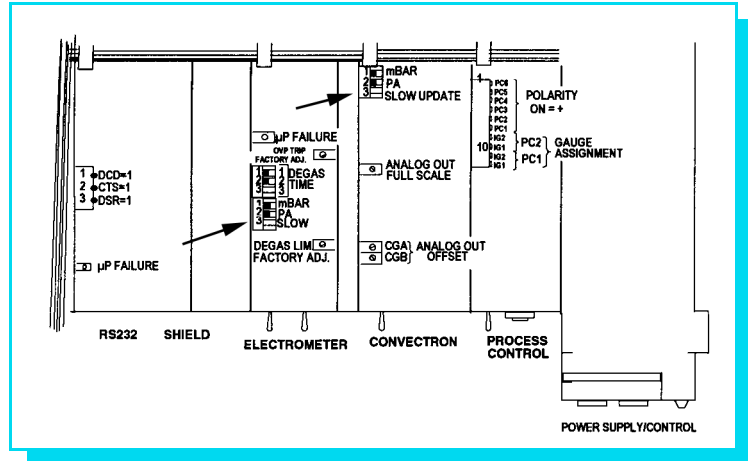 1 DCD=1
2 CTS=1
3 DSR=1
µP FAILURE
RS232
SHIELD
µP FAILURE
OVP TRIP
FACTORY ADJ.
1 1 DEGAS
2 2 TIME
3 3
1 mBAR
2 PA
3 SLOW
DEGAS LIM
FACTORY ADJ.
ELECTROMETER
1 mBAR
2 PA
3 SLOW UPDATE
ANALOG OUT
FULL SCALE
CGA ANALOG OUT
CGB OFFSET
CONVECTRON
1
PC6
PC5
PC4
PC3
PC2
PC1
POLARITY
ON = +
IG2
10 IG1
IG2
IG1
PC2
PC1
GAUGE
ASSIGNMENT
PROCESS
CONTROL
POWER SUPPLY/CONTROL